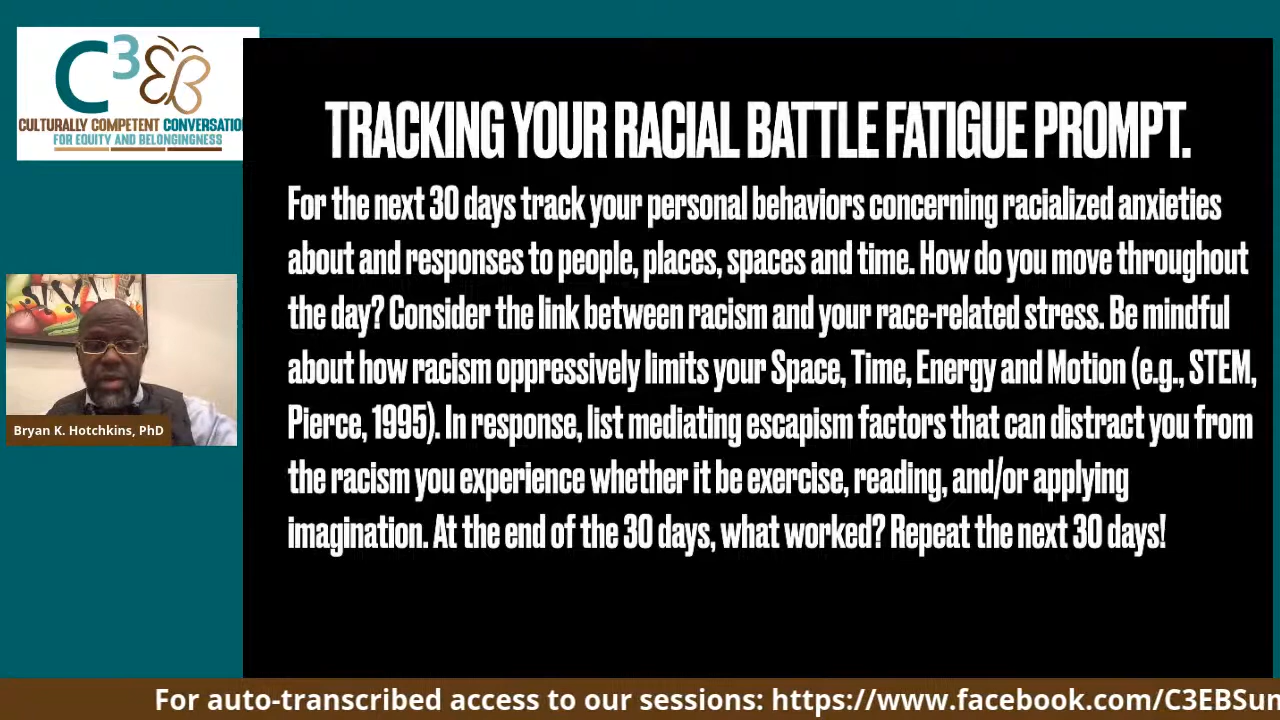 C3EB
CULTURALLY COMPETENT CONVERSATIO
FOR EQUITY AND BELONGINGNESS
TRACKING YOUR RACIAL BATTLE FATIGUE PROMPT.
For the next 30 days track your personal behaviors concerning racialized anxieties
about and responses to people, places, spaces and time. How do you move throughout
the day? Consider the link between racism and your race-related stress. Be mindful
about how racism oppressively limits your Space, Time, Energy and Motion (e.g., STEM,
Pierce, 1995). In response, list mediating escapism factors that can distract you from
the racism you experience whether it be exercise, reading, and/or applying
imagination. At the end of the 30 days, what worked? Repeat the next 30 days!
Bryan K. Hotchkins, PhD
For auto-transcribed access to our sessions: https://www.facebook.com/C3EBSum